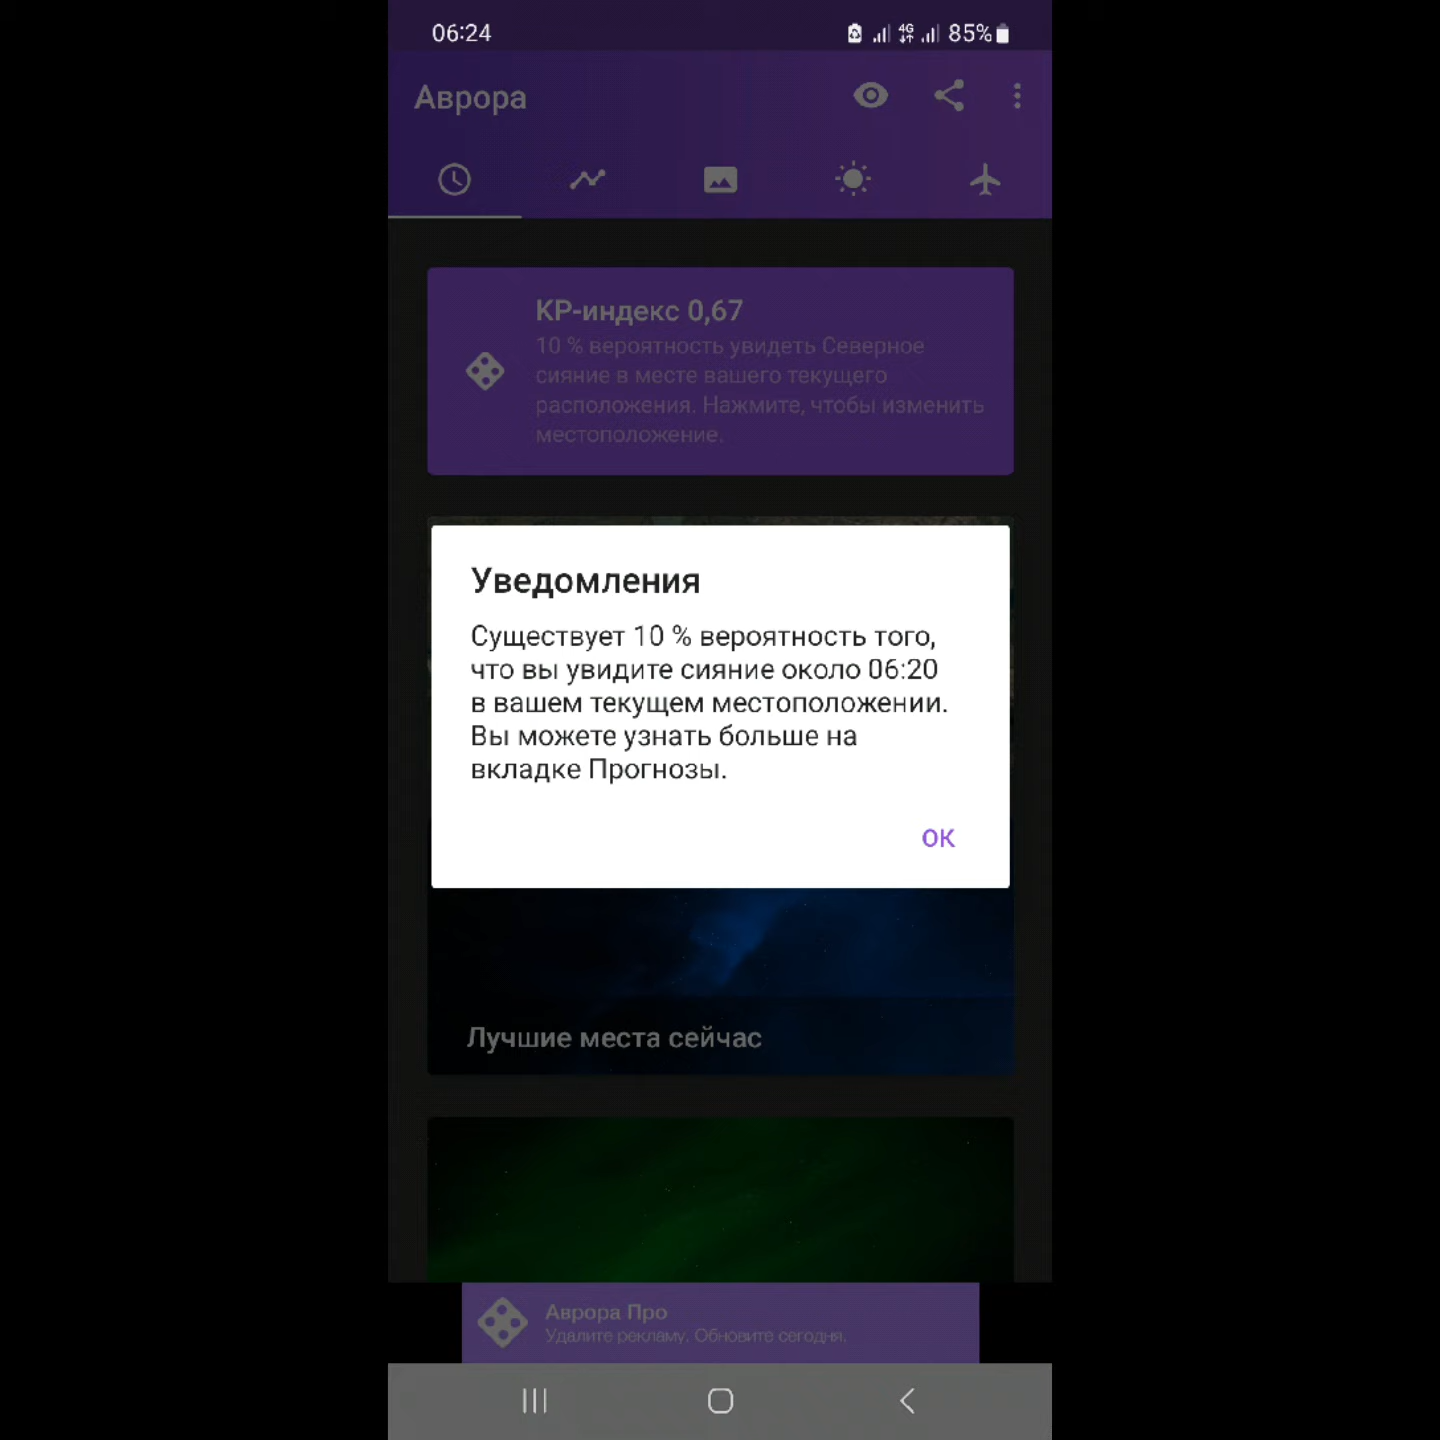 06:24
4G
85%
Аврора
KP-индекс 0,67
10 % вероятность увидеть Северное
сияние в месте вашего текущего
расположения. Нажмите, чтобы изменить
местоположение.
Уведомления
Существует 10 % вероятность того,
что вы увидите сияние около 06:20
в вашем текущем местоположении.
Вы можете узнать больше на
вкладке Прогнозы.
ОК
Лучшие места сейчас
Аврора Про
Удалите рекламу. Обновите сегодня.